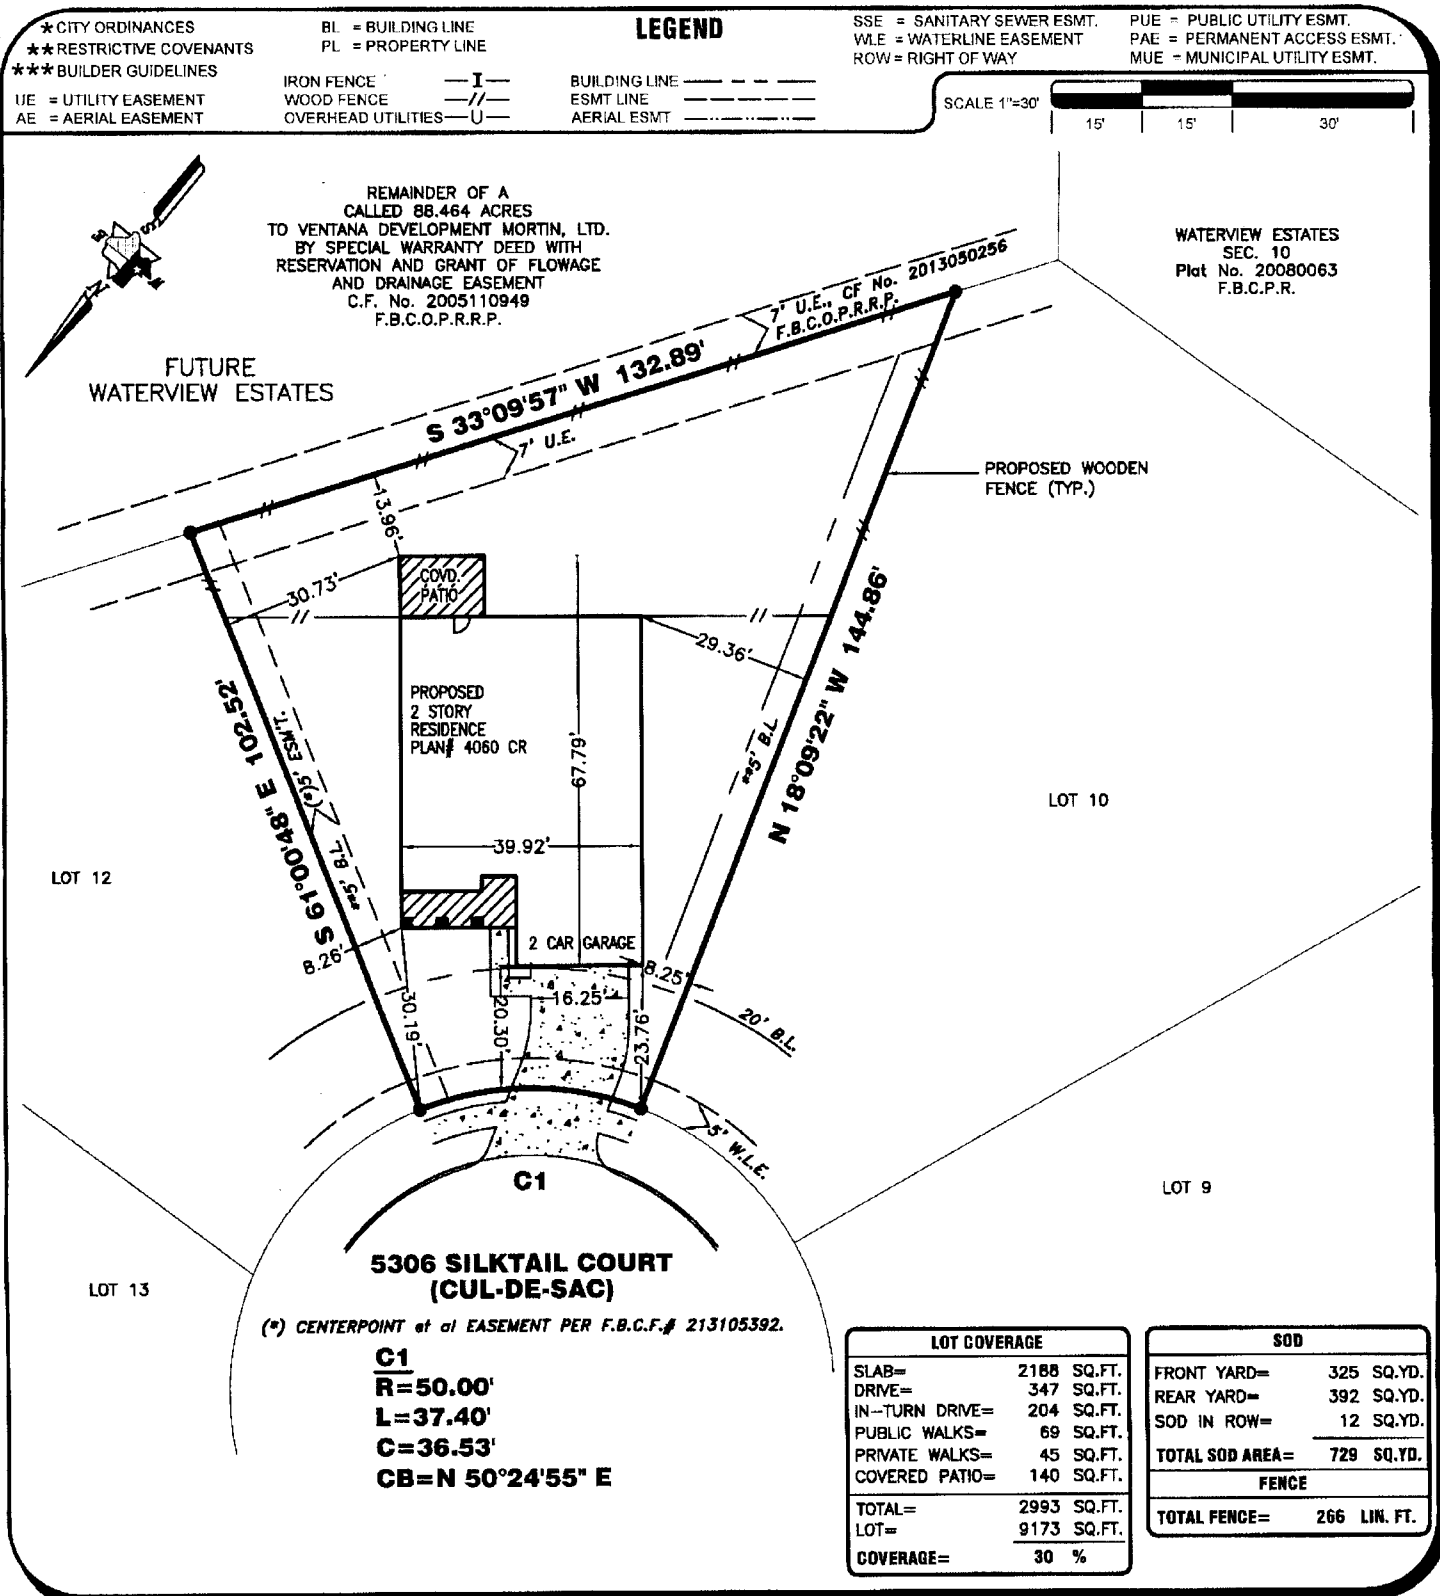 LEGEND
*CITY ORDINANCES
**RESTRICTIVE COVENANTS
***BUILDER GUIDELINES
UE = UTILITY EASEMENT
AE = AERIAL EASEMENT
BL = BUILDING LINE
PL = PROPERTY LINE
IRON FENCE —I—
WOOD FENCE —//—
OVERHEAD UTILITIES —U—
BUILDING LINE
ESMT LINE
AERIAL ESMT
SSE = SANITARY SEWER ESMT.
WLE = WATERLINE EASEMENT
ROW = RIGHT OF WAY
PUE = PUBLIC UTILITY ESMT.
PAE = PERMANENT ACCESS ESMT.
MUE = MUNICIPAL UTILITY ESMT.
SCALE 1"=30'
15' 15' 30'
REMAINDER OF A
CALLED 88.464 ACRES
TO VENTANA DEVELOPMENT MORTIN, LTD.
BY SPECIAL WARRANTY DEED WITH
RESERVATION AND GRANT OF FLOWAGE
AND DRAINAGE EASEMENT
C.F. No. 2005110949
F.B.C.O.P.R.R.P.
FUTURE
WATERVIEW ESTATES
WATERVIEW ESTATES
SEC. 10
Plat No. 20080063
F.B.C.P.R.
7' U.E., CF No. 2013050256
F.B.C.O.P.R.R.P.
S 33°09'57" W 132.89'
7' U.E.
PROPOSED WOODEN
FENCE (TYP.)
13.96'
30.73'
COVD.
PATIO
29.36'
N 18°09'22" W 144.86'
**5' B.L.
PROPOSED
2 STORY
RESIDENCE
PLAN# 4060 CR
67.79'
39.92'
S 61°00'48" E 102.52'
(*)5' ESM'T.
**5' B.L.
LOT 10
LOT 12
8.26'
2 CAR GARAGE
8.25'
16.25'
30.19'
20.30'
23.76'
20' B.L.
5' W.L.E.
C1
LOT 9
LOT 13
5306 SILKTAIL COURT
(CUL-DE-SAC)
(*) CENTERPOINT et al EASEMENT PER F.B.C.F.# 213105392.
C1
R=50.00'
L=37.40'
C=36.53'
CB=N 50°24'55" E
LOT COVERAGE
SLAB= 2188 SQ.FT.
DRIVE= 347 SQ.FT.
IN-TURN DRIVE= 204 SQ.FT.
PUBLIC WALKS= 69 SQ.FT.
PRIVATE WALKS= 45 SQ.FT.
COVERED PATIO= 140 SQ.FT.
TOTAL= 2993 SQ.FT.
LOT= 9173 SQ.FT.
COVERAGE= 30 %
SOD
FRONT YARD= 325 SQ.YD.
REAR YARD= 392 SQ.YD.
SOD IN ROW= 12 SQ.YD.
TOTAL SOD AREA= 729 SQ.YD.
FENCE
TOTAL FENCE= 266 LIN. FT.